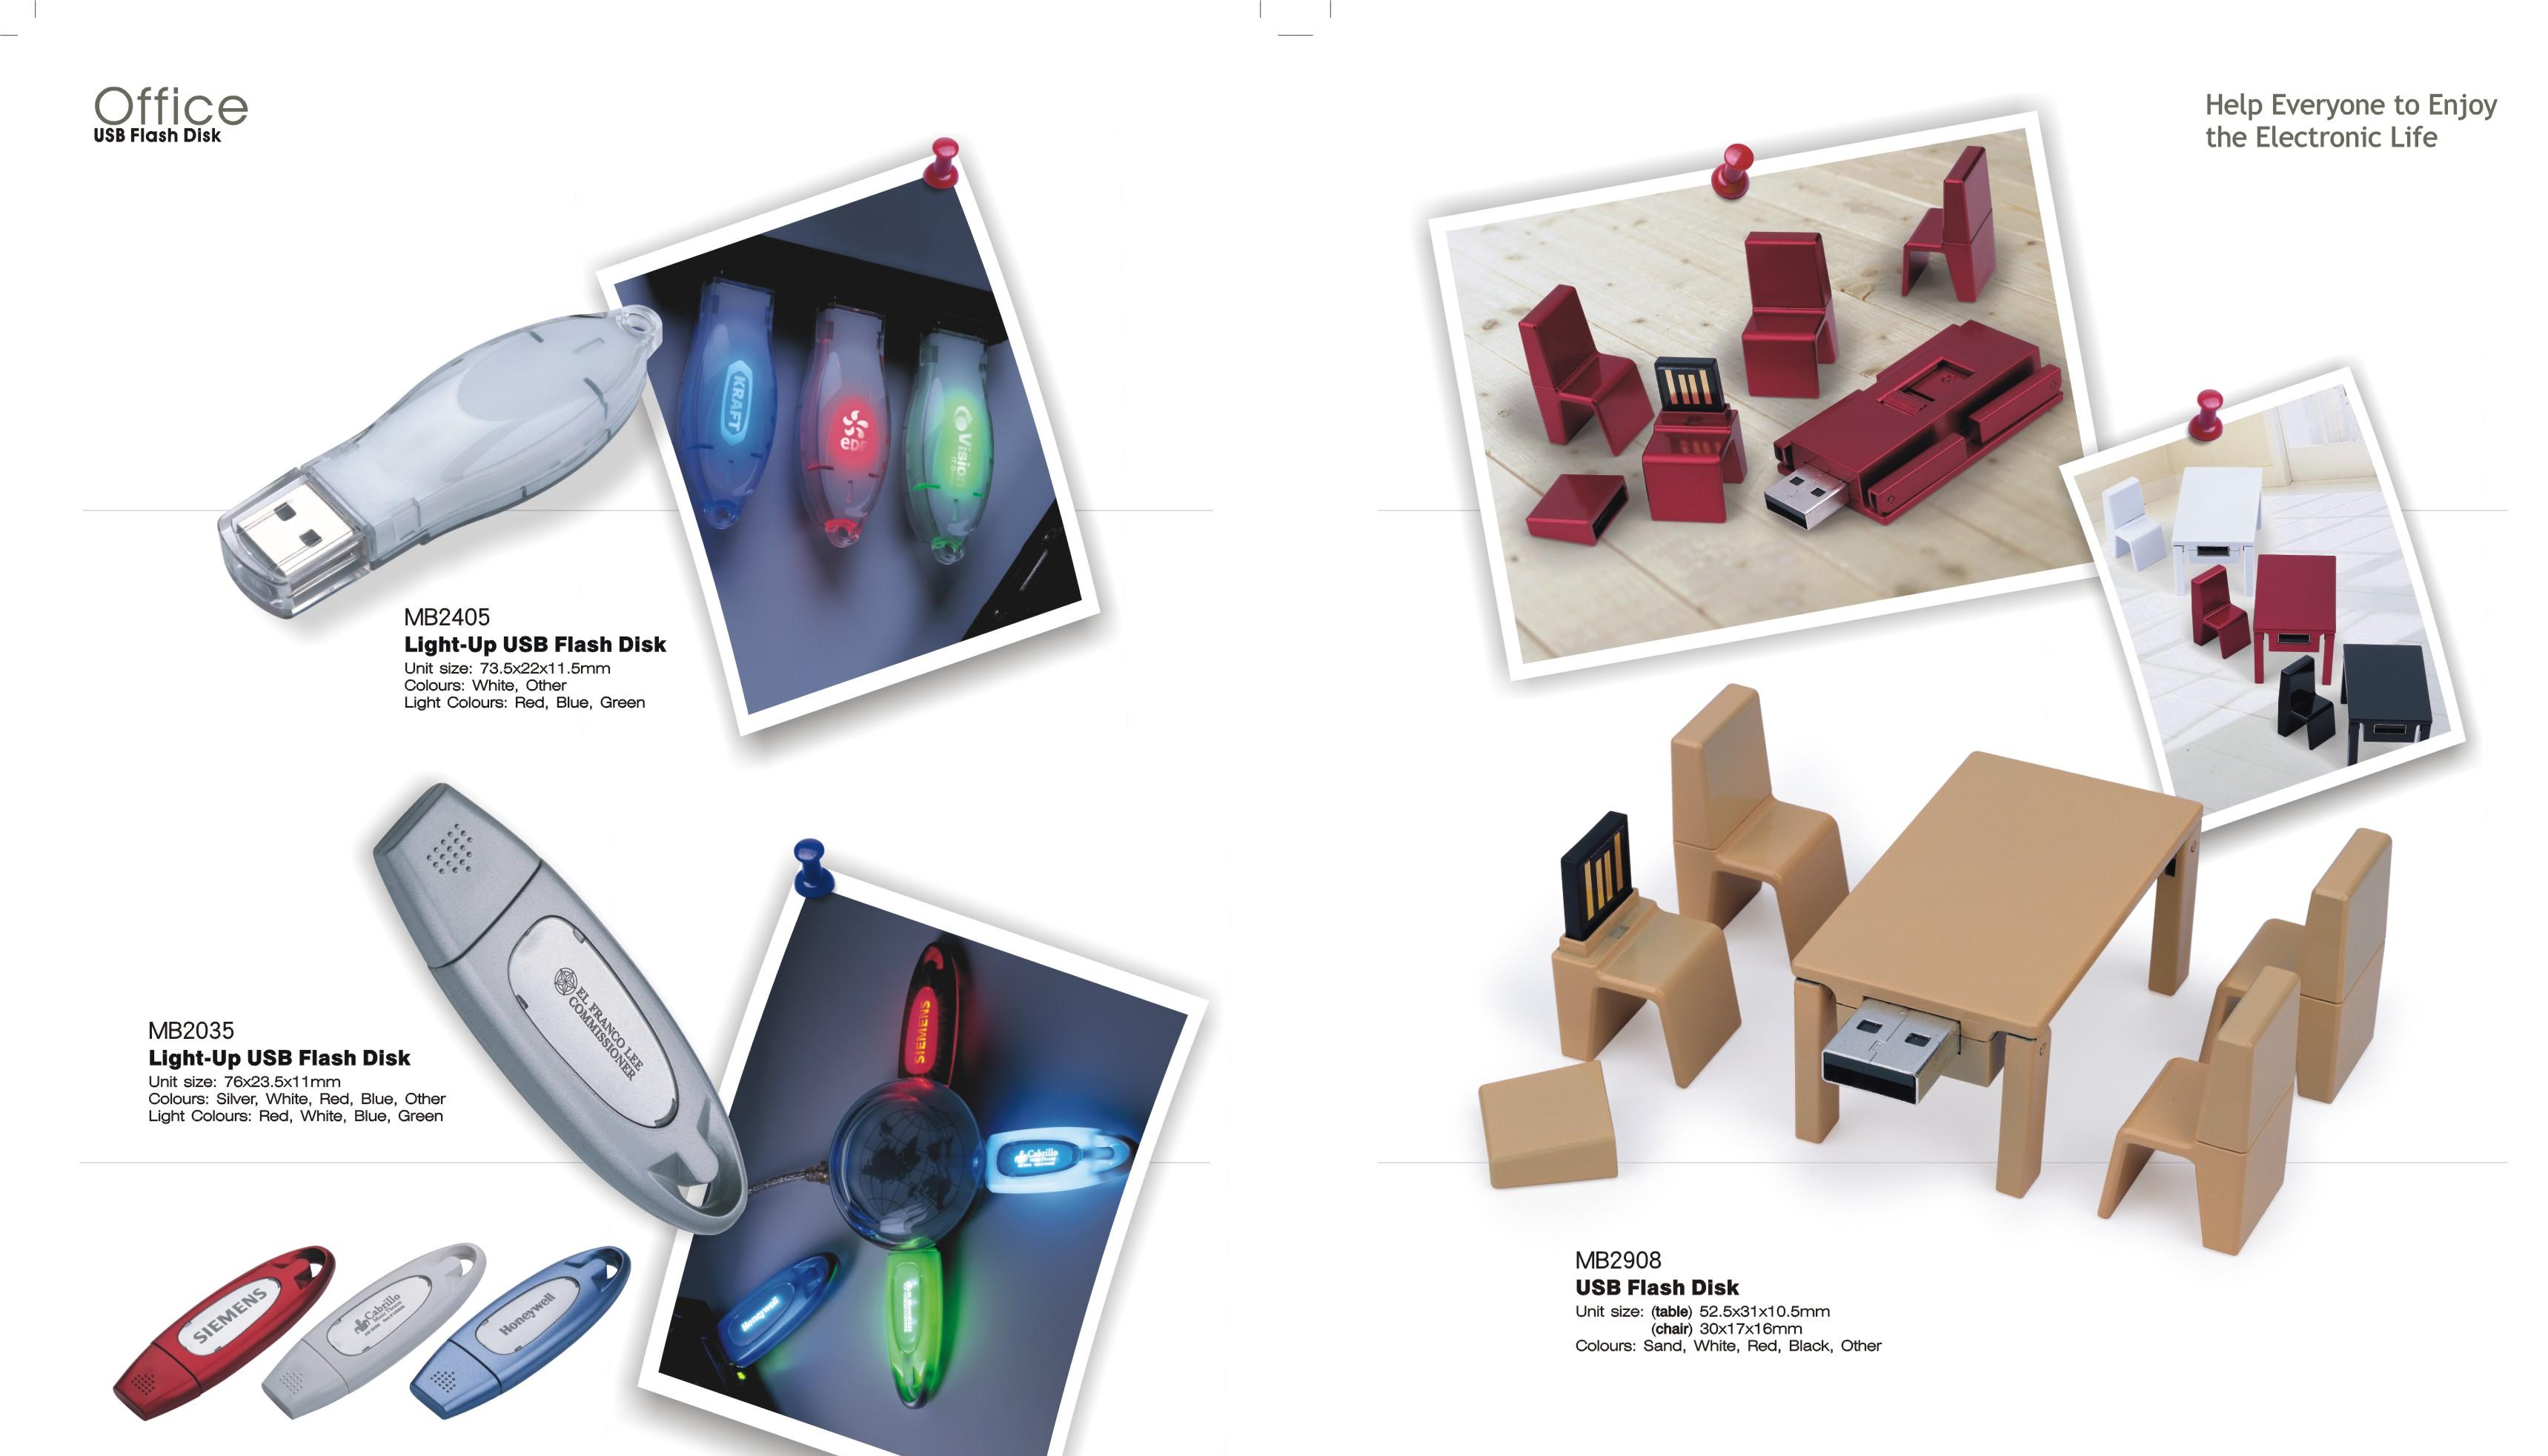 Office
USB Flash Disk
Help Everyone to Enjoy
the Electronic Life
KRAFT
eDF
Vision
MB2405
Light-Up USB Flash Disk
Unit size: 73.5x22x11.5mm
Colours: White, Other
Light Colours: Red, Blue, Green
EL FRANCO LEE
COMMISSIONER
MB2035
Light-Up USB Flash Disk
Unit size: 76x23.5x11mm
Colours: Silver, White, Red, Blue, Other
Light Colours: Red, White, Blue, Green
SIEMENS
Cabrillo
Honeywell
SIEMENS
Cabrillo
Music Theatre
Honeywell
MB2908
USB Flash Disk
Unit size: (table) 52.5x31x10.5mm
(chair) 30x17x16mm
Colours: Sand, White, Red, Black, Other